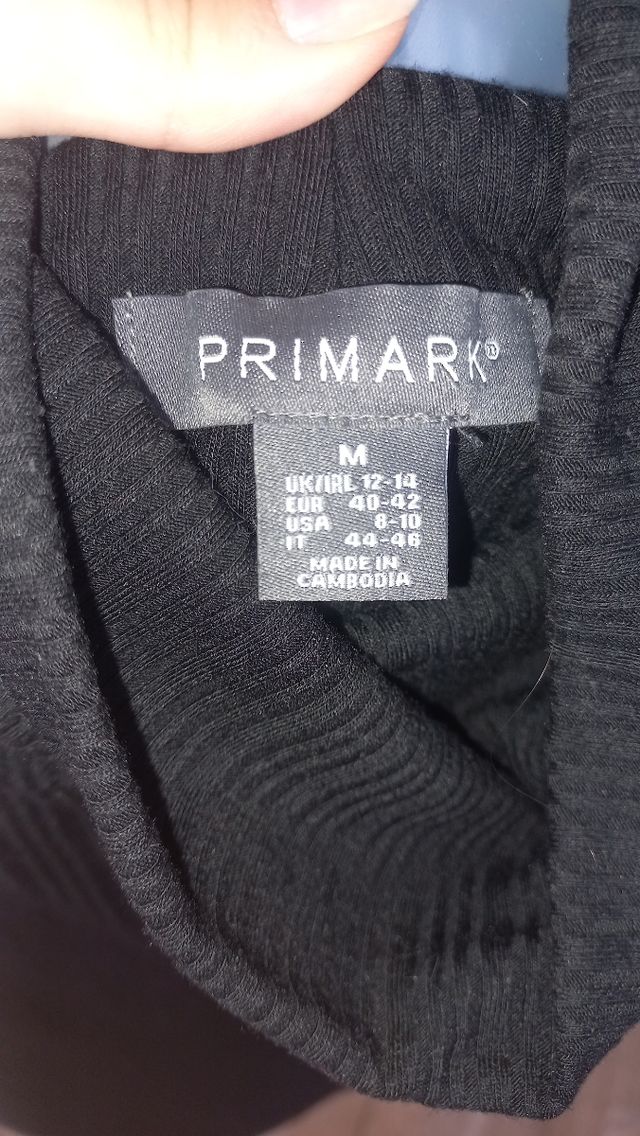 PRIMARK®
M
UK/IRL 12-14
EUR 40-42
USA 8-10
IT 44-46
MADE IN
CAMBODIA